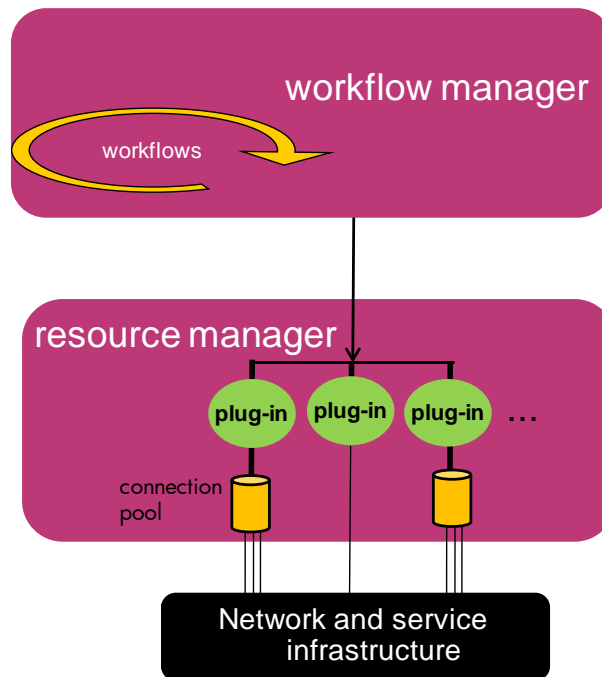 workflow manager
workflows
resource manager
plug-in
plug-in
plug-in
...
connection
pool
Network and service
infrastructure